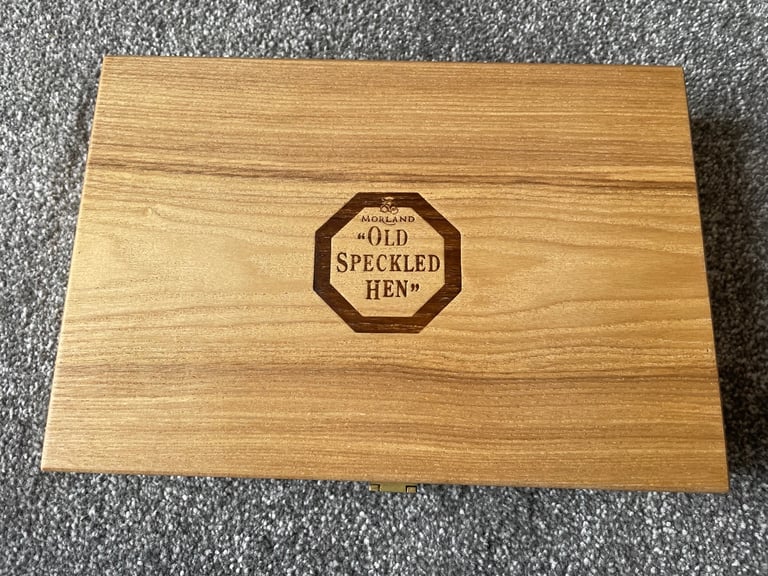 MORLAND
“OLD
SPECKLED
HEN”